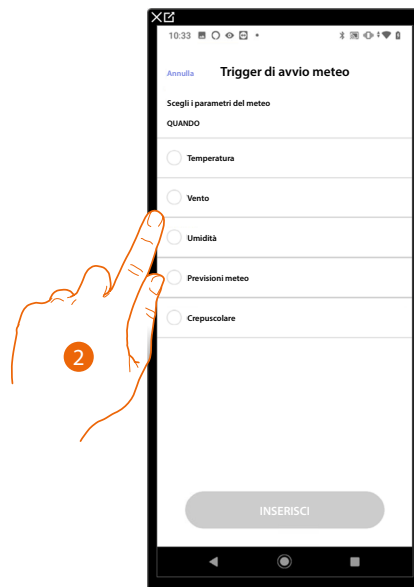 10:33
Annulla Trigger di avvio meteo
Scegli i parametri del meteo
QUANDO
Temperatura
Vento
Umidità
Previsioni meteo
Crepuscolare
2
INSERISCI